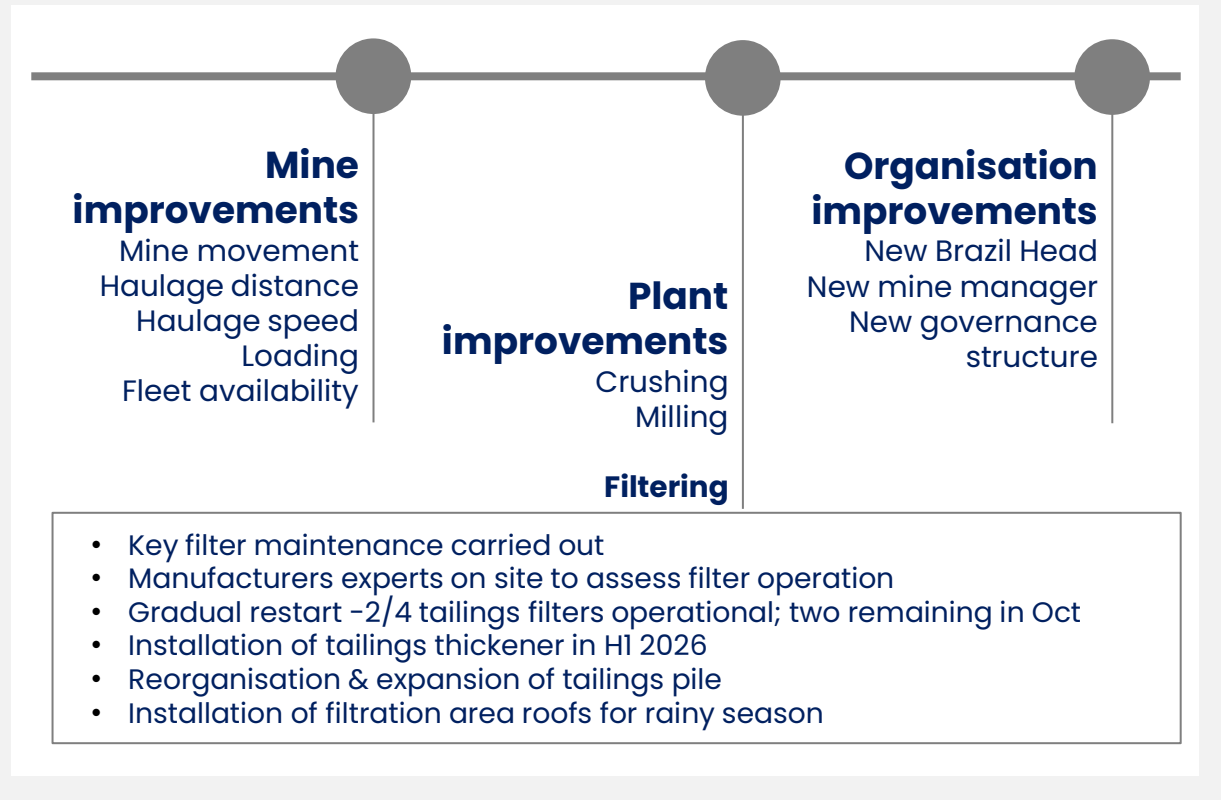 Mine
improvements
Mine movement
Haulage distance
Haulage speed
Loading
Fleet availability
Plant
improvements
Crushing
Milling
Filtering
Organisation
improvements
New Brazil Head
New mine manager
New governance
structure
• Key filter maintenance carried out
• Manufacturers experts on site to assess filter operation
• Gradual restart -2/4 tailings filters operational; two remaining in Oct
• Installation of tailings thickener in H1 2026
• Reorganisation & expansion of tailings pile
• Installation of filtration area roofs for rainy season